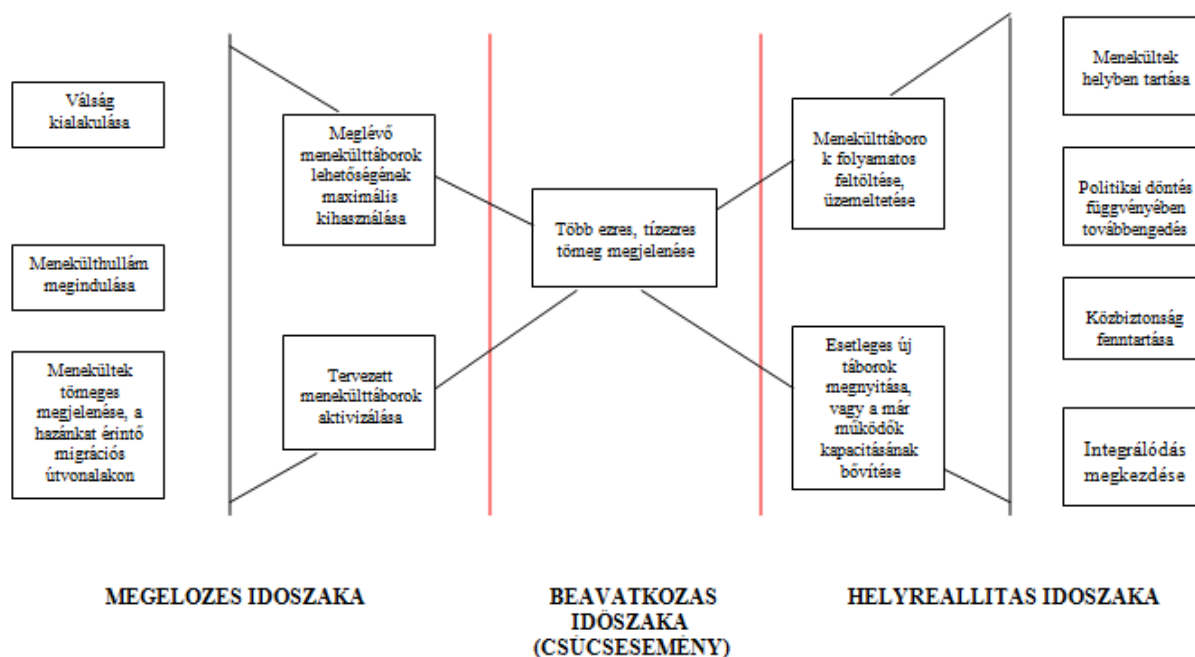 Válság
kialakulása
Menekülthullám
megindulása
Menekültek
tömeges
megjelenése, a
hazánkat érintő
migrációs
útvonalakon
Meglévő
menekülttáborok
lehetőségének
maximális
kihasználása
Tervezett
menekülttáborok
aktivizálása
Több ezres, tízezres
tömeg megjelenése
Menekülttáboro
k folyamatos
feltöltése,
üzemeltetése
Esetleges új
táborok
megnyitása,
vagy a már
működők
kapacitásának
bővítése
Menekültek
helyben tartása
Politikai döntés
függvényében
továbbengedés
Közbiztonság
fenntartása
Integrálódás
megkezdése
MEGELOZES IDOSZAKA
BEAVATKOZAS
IDŐSZAKA
(CSÚCSESEMÉNY)
HELYREALLITAS IDOSZAKA